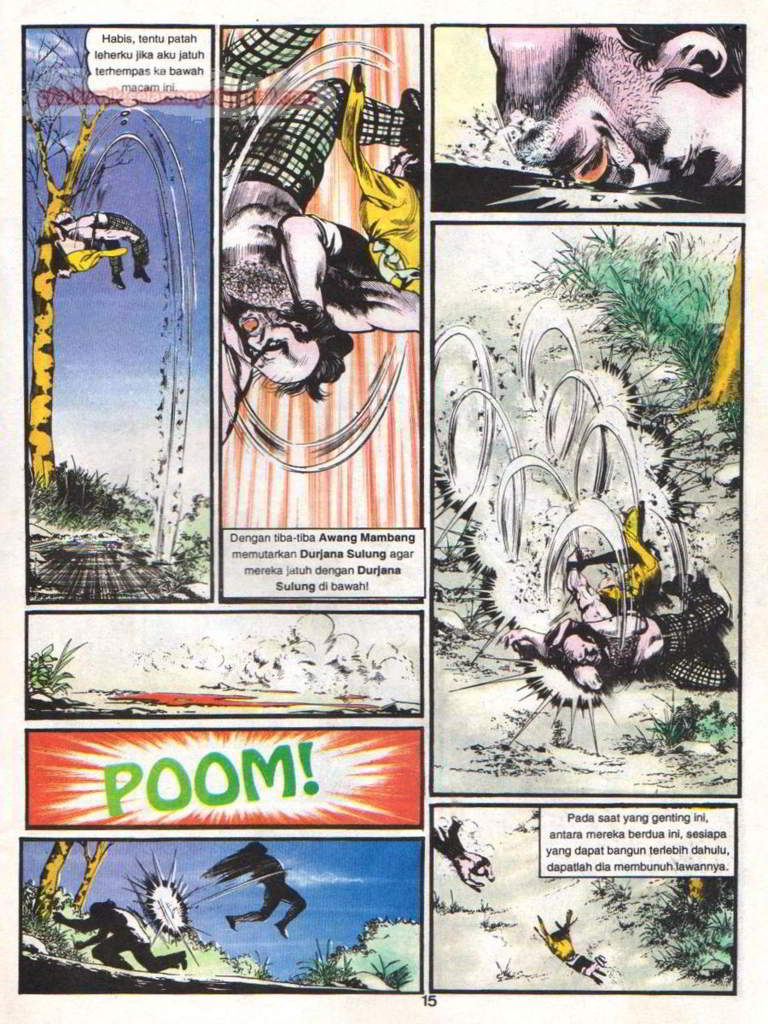 Habis, tentu patah
leherku jika aku jatuh
terhempas ke bawah
macam ini.
Dengan tiba-tiba Awang Mambang
memutarkan Durjana Sulung agar
mereka jatuh dengan Durjana
Sulung di bawah!
POOM!
Pada saat yang genting ini,
antara mereka berdua ini, sesiapa
yang dapat bangun terlebih dahulu,
dapatlah dia membunuh lawannya.
15